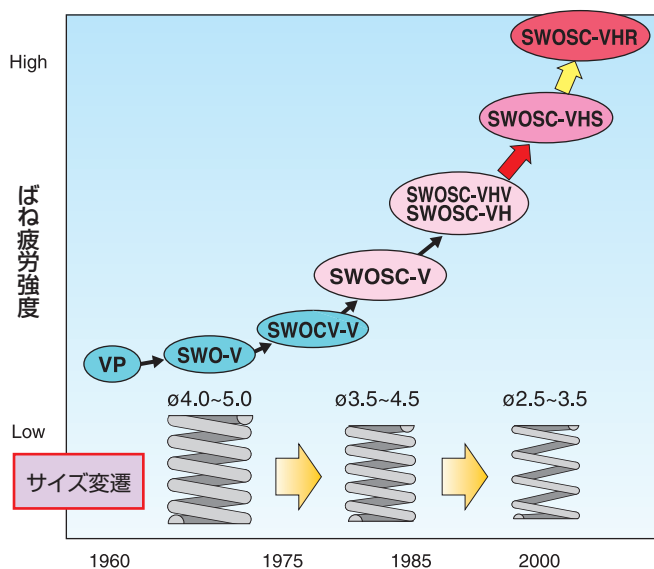 SWOSC-VHR
High
SWOSC-VHS
SWOSC-VHV
SWOSC-VH
ばね疲労強度
SWOSC-V
SWOCV-V
SWO-V
VP
ø4.0~5.0
ø3.5~4.5
ø2.5~3.5
Low
サイズ変遷
1960
1975
1985
2000